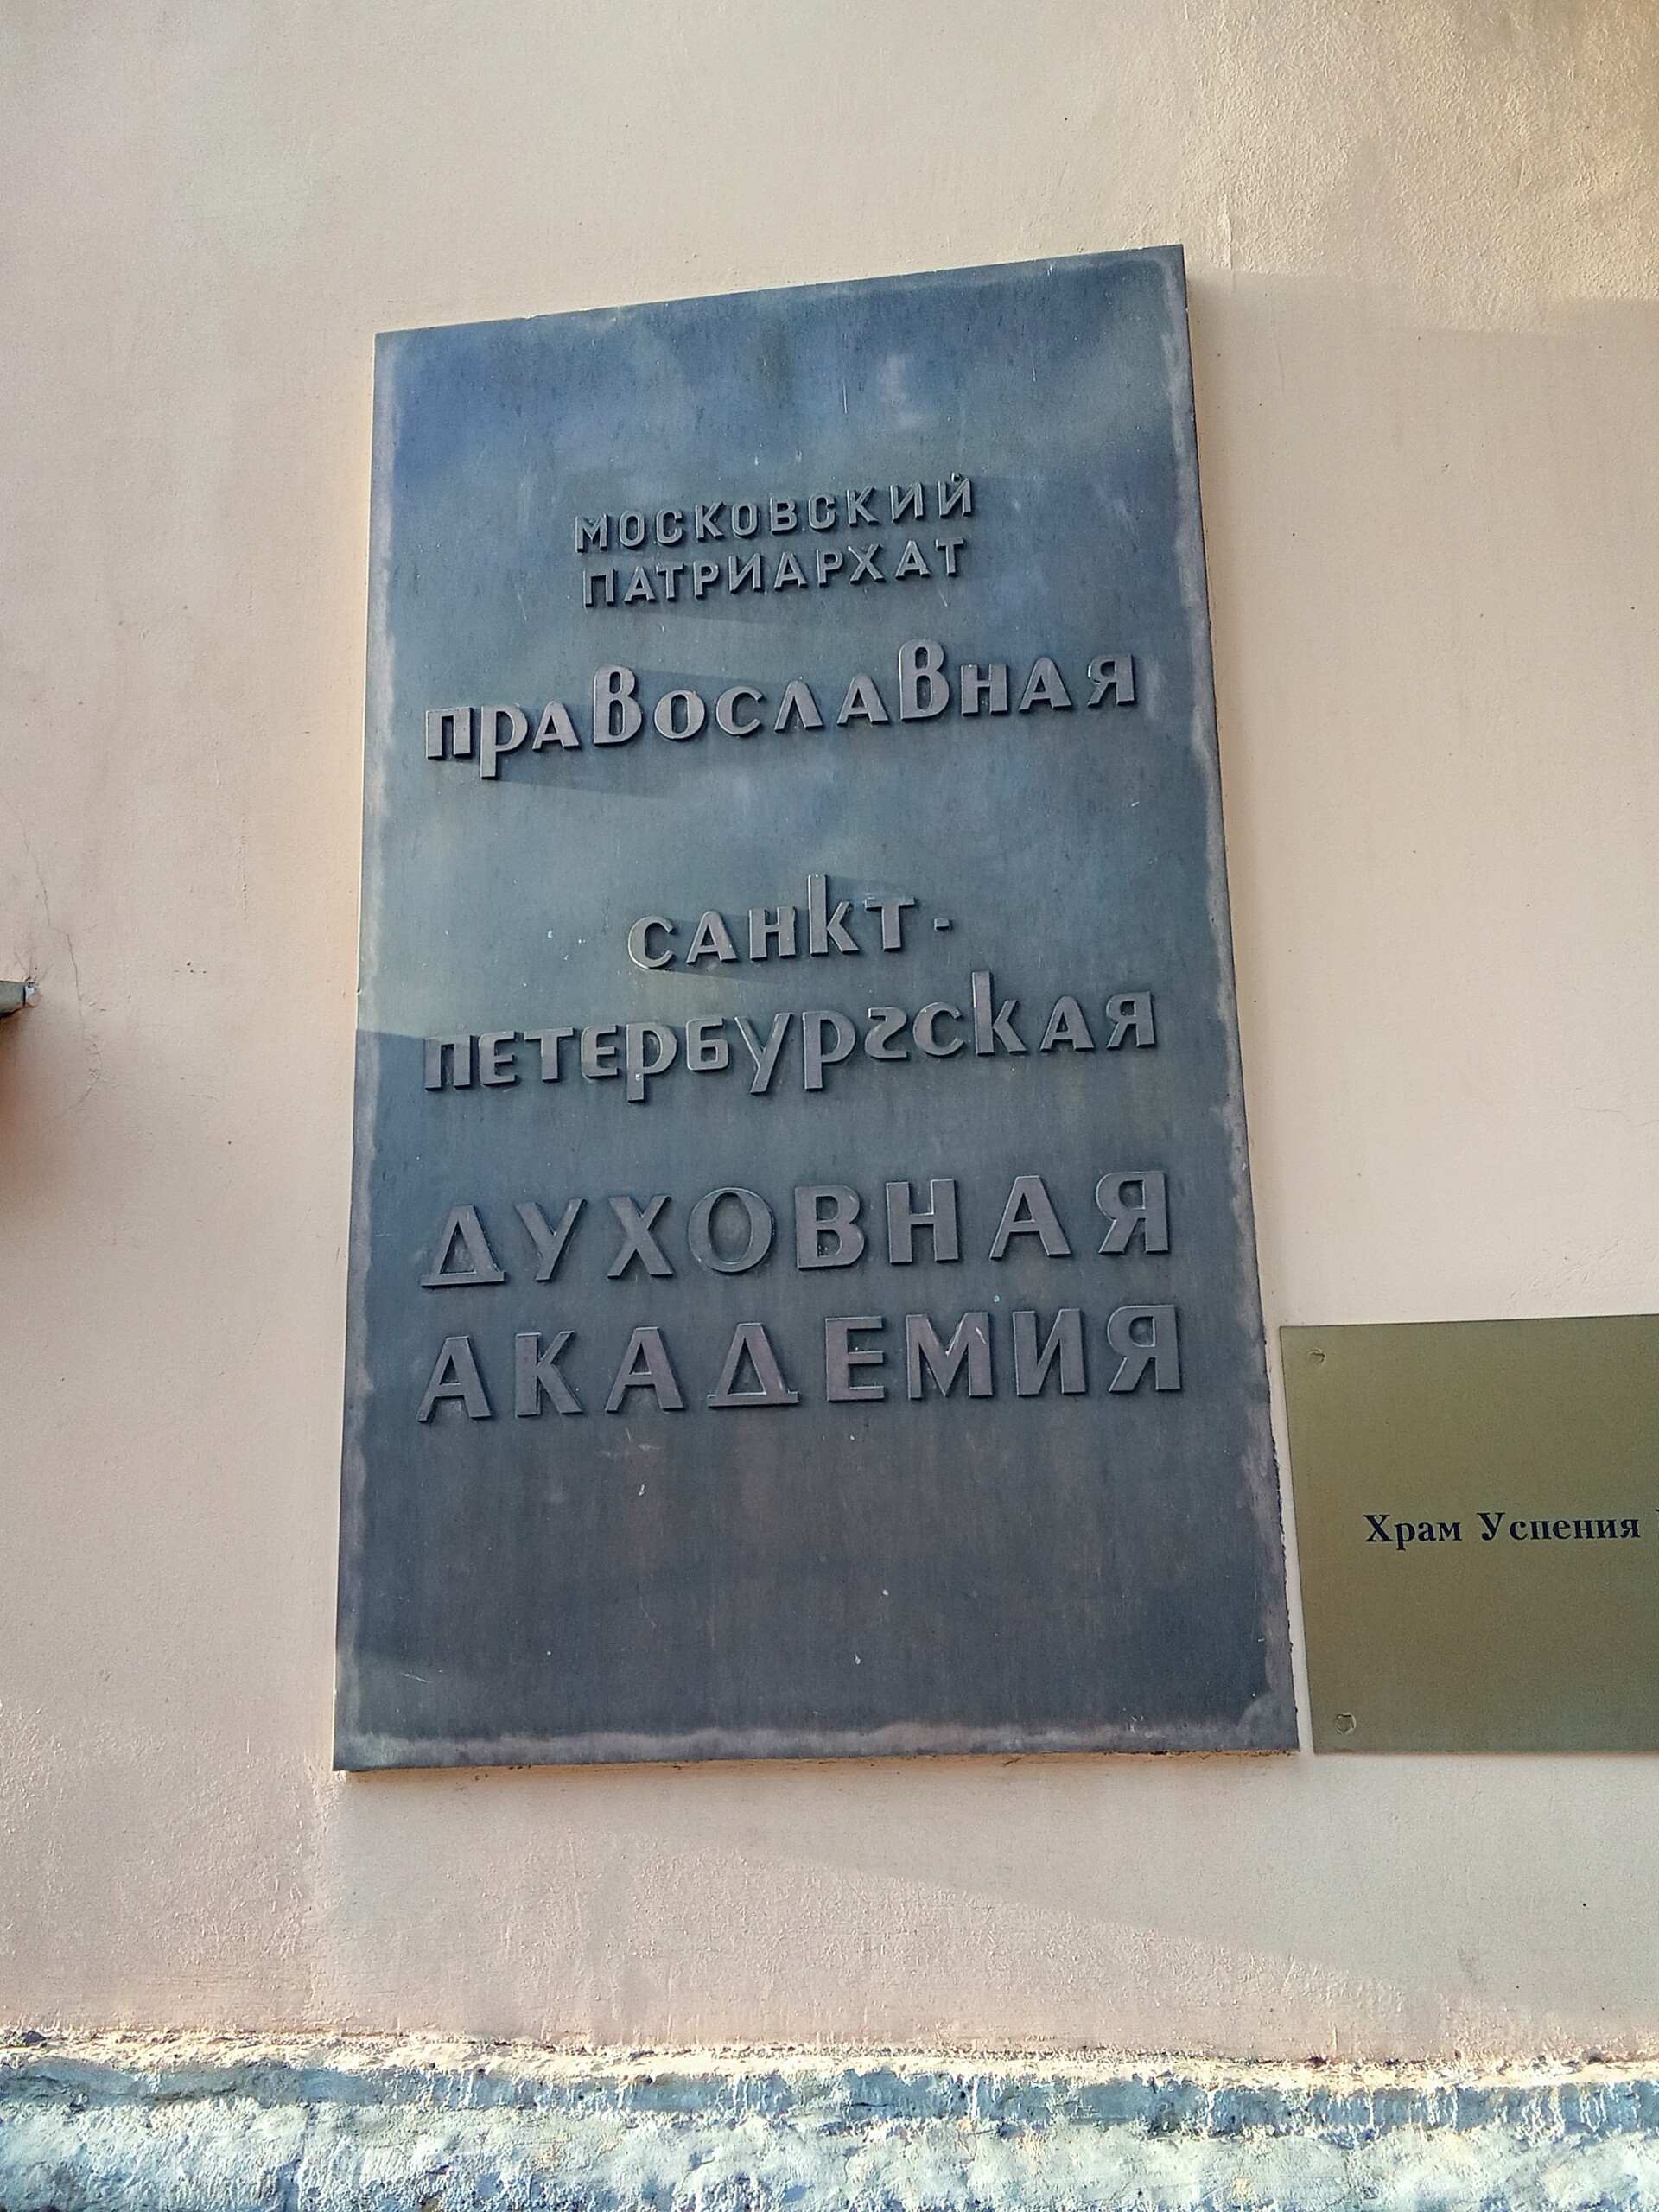 МОСКОВСКИЙ
ПАТРИАРХАТ
ПРАВОСЛАВНАЯ
САНКТ-
ПЕТЕРБУРГСКАЯ
ДУХОВНАЯ
АКАДЕМИЯ
Храм Успения